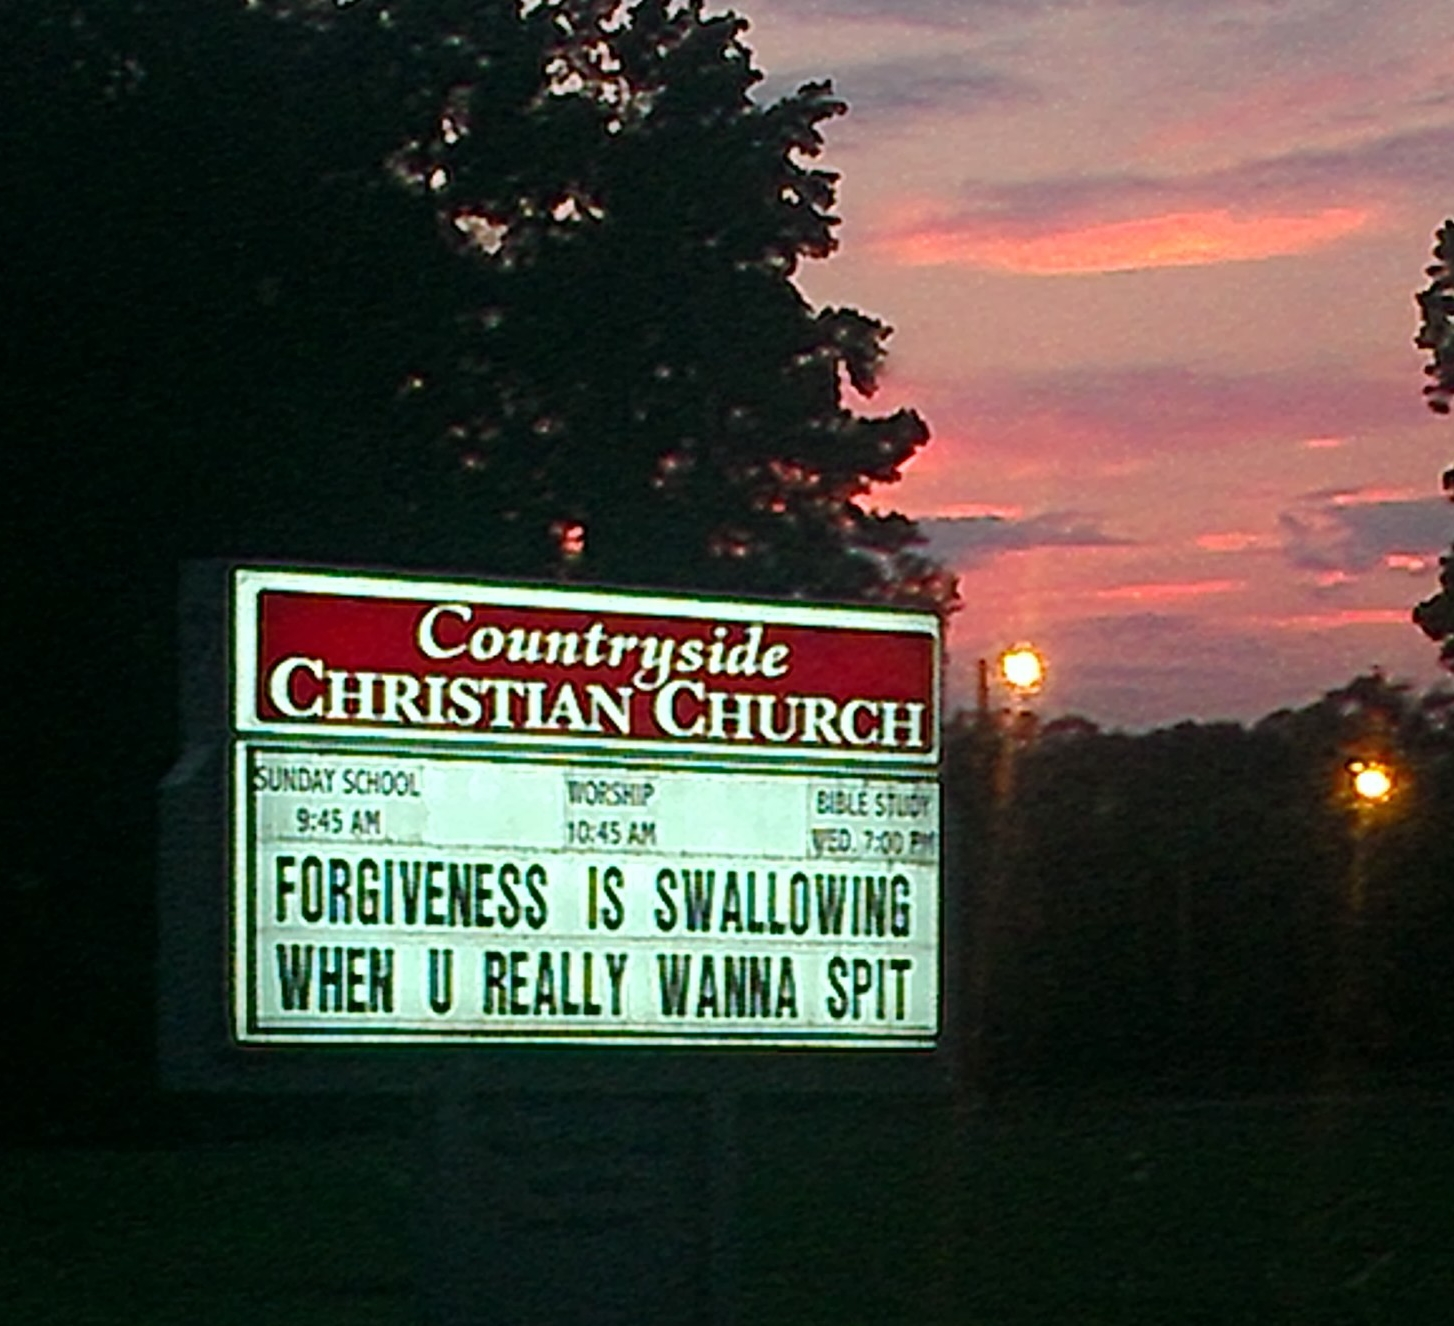 Countryside
CHRISTIAN CHURCH
SUNDAY SCHOOL WORSHIP BIBLE STUDY
9:45 AM 10:45 AM WED. 7:00 PM
FORGIVENESS IS SWALLOWING
WHEN U REALLY WANNA SPIT